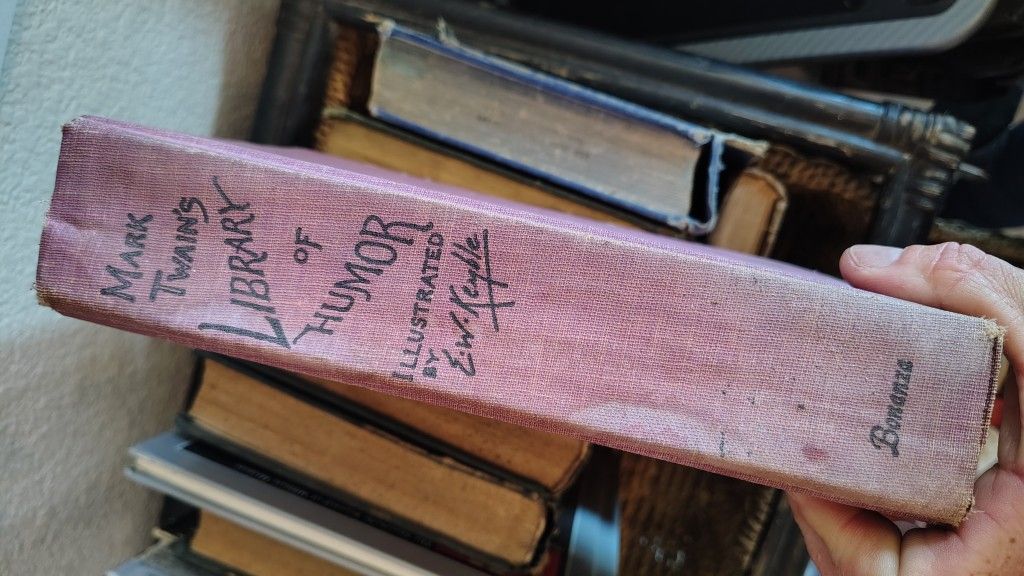 MARK
TWAIN'S
LIBRARY
OF
HUMOR
ILLUSTRATED
BY
E.W. Kemble
Bonanza